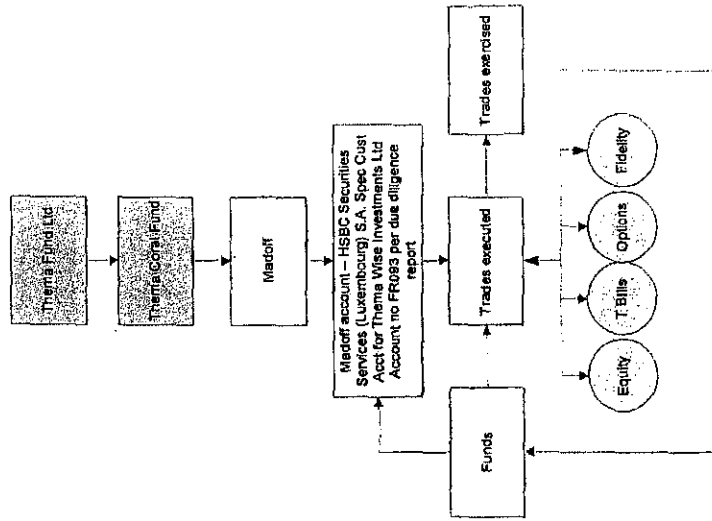 Thema Fund Ltd
Thema Coral Fund
Madoff
Madoff account – HSBC Securities
Services (Luxembourg) S.A. Spec Cust
Acct for Thema Wise Investments Ltd
Account no FR093 per due diligence
report
Funds
Trades executed
Trades exercised
Equity
T Bills
Options
Fidelity